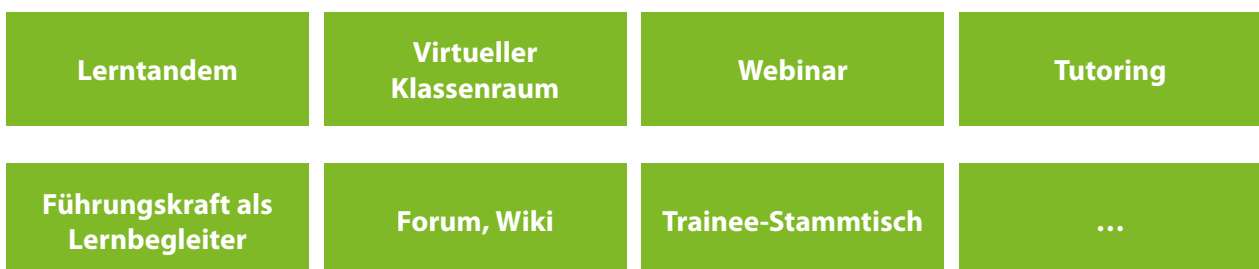 Lerntandem
Virtueller
Klassenraum
Webinar
Tutoring
Führungskraft als
Lernbegleiter
Forum, Wiki
Trainee-Stammtisch
…